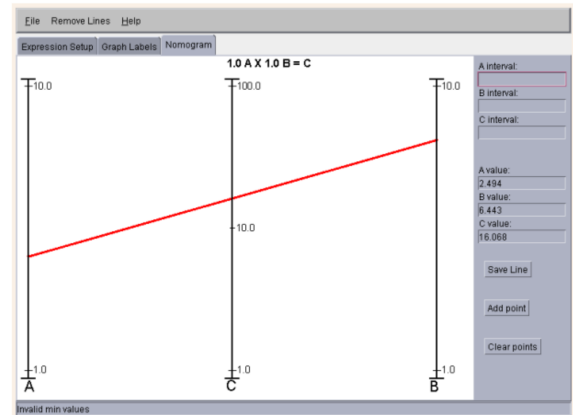 File Remove Lines Help
Expression Setup Graph Labels Nomogram
1.0 A X 1.0 B = C
10.0
100.0
10.0
10.0
1.0
1.0
1.0
A
C
B
A interval:
B interval:
C interval:
A value:
2.494
B value:
6.443
C value:
16.068
Save Line
Add point
Clear points
Invalid min values